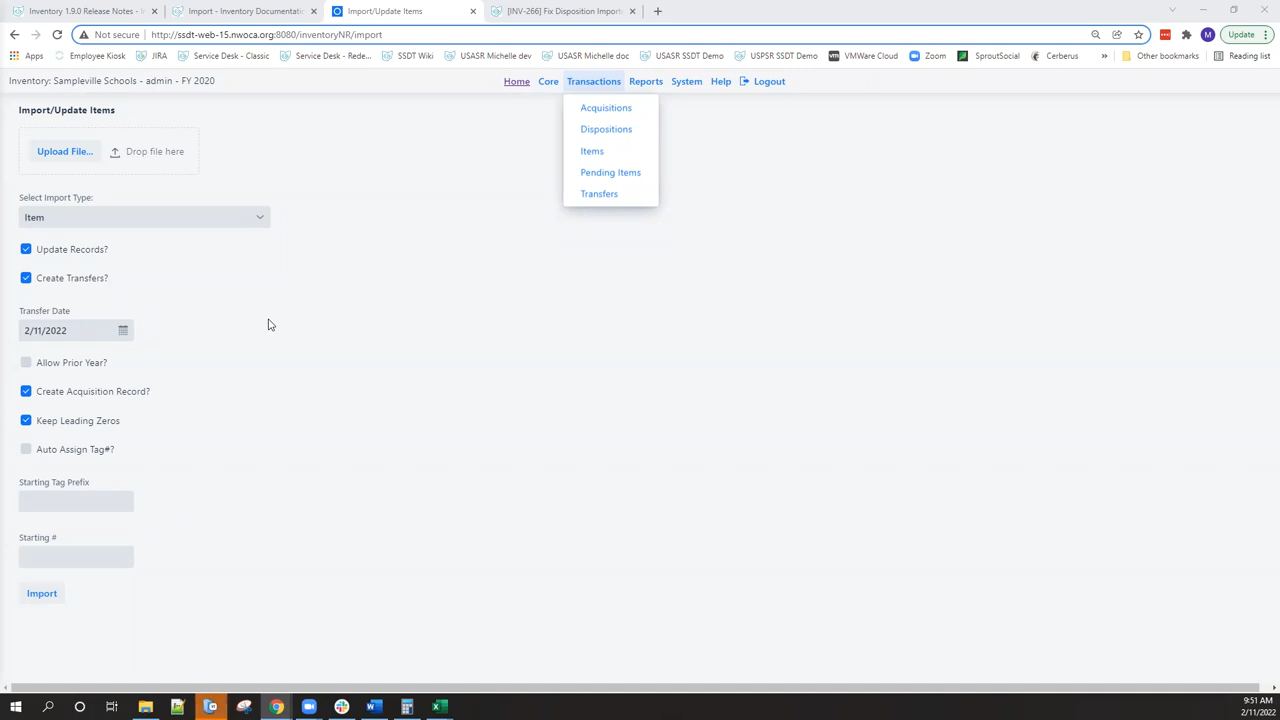 Inventory 1.9.0 Release Notes - I
Import - Inventory Documentatio
Import/Update Items
[INV-266] Fix Disposition Importe
Not secure
http://ssdt-web-15.nwoca.org:8080/inventoryNR/import
M
Update
Apps
Employee Kiosk
JIRA
Service Desk - Classic
Service Desk - Rede...
SSDT Wiki
USASR Michelle dev
USASR Michelle doc
USASR SSDT Demo
USPSR SSDT Demo
VMWare Cloud
Zoom
SproutSocial
Cerberus
»
Other bookmarks
Reading list
Inventory: Sampleville Schools - admin - FY 2020
Home
Core
Transactions
Reports
System
Help
Logout
Acquisitions
Dispositions
Items
Pending Items
Transfers
Import/Update Items
Upload File...
Drop file here
Select Import Type:
Item
Update Records?
Create Transfers?
Transfer Date
2/11/2022
Allow Prior Year?
Create Acquisition Record?
Keep Leading Zeros
Auto Assign Tag#?
Starting Tag Prefix
Starting #
Import
9:51 AM
2/11/2022